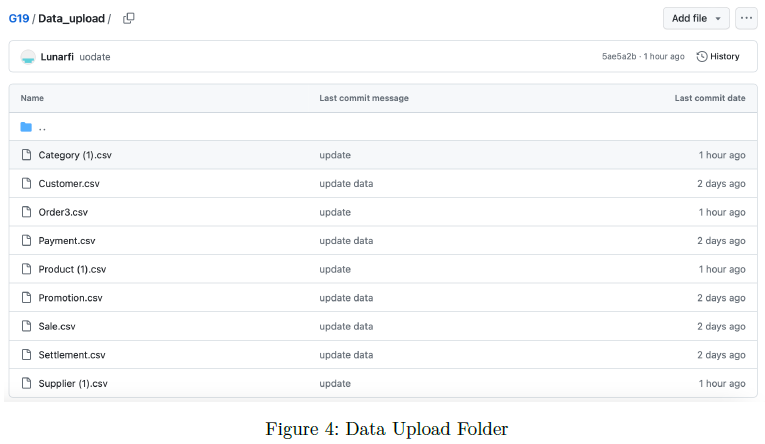 G19 / Data_upload / Add file
Lunarfi uodate 5ae5a2b · 1 hour ago History
Name Last commit message Last commit date
..
Category (1).csv update 1 hour ago
Customer.csv update data 2 days ago
Order3.csv update 1 hour ago
Payment.csv update data 2 days ago
Product (1).csv update 1 hour ago
Promotion.csv update data 2 days ago
Sale.csv update data 2 days ago
Settlement.csv update data 2 days ago
Supplier (1).csv update 1 hour ago
Figure 4: Data Upload Folder